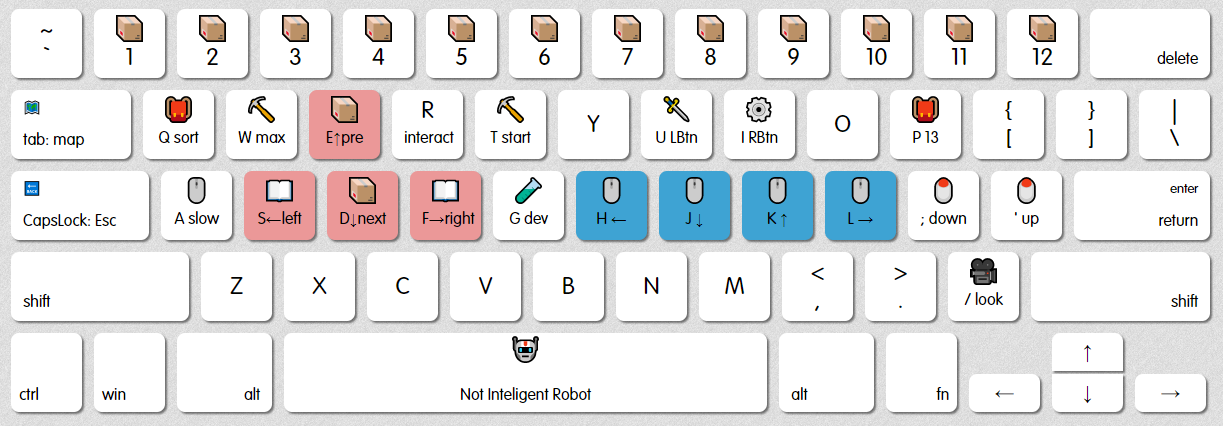 ~
`
1 2 3 4 5 6 7 8 9 10 11 12 delete
tab: map Q sort W max E↑pre R
interact T start Y U LBtn I RBtn O P 13 {
[ }
] |
\
BACK
CapsLock: Esc A slow S←left D↓next F→right G dev H ← J ↓ K ↑ L → ; down ' up enter
return
shift Z X C V B N M <
, >
. / look shift
ctrl win alt Not Inteligent Robot alt fn ← ↑
↓ →